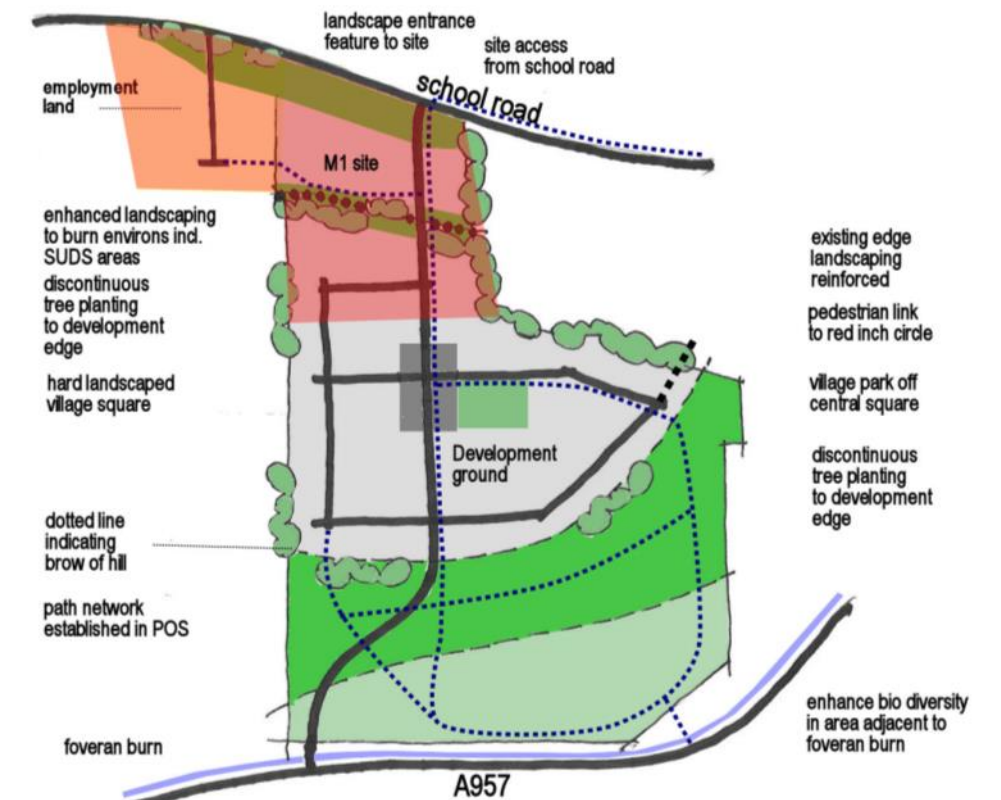 landscape entrance
feature to site
site access
from school road
school road
employment
land
M1 site
enhanced landscaping
to burn environs incl.
SUDS areas
discontinuous
tree planting
to development
edge
hard landscaped
village square
existing edge
landscaping
reinforced
pedestrian link
to red inch circle
village park off
central square
Development
ground
discontinuous
tree planting
to development
edge
dotted line
indicating
brow of hill
path network
established in POS
foveran burn
enhance bio diversity
in area adjacent to
foveran burn
A957